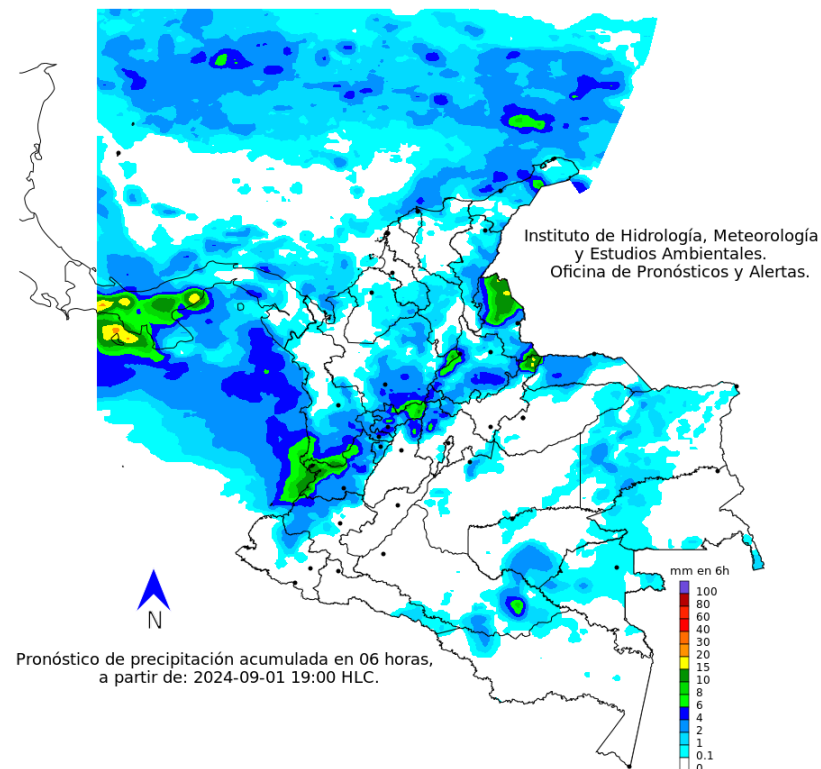 Instituto de Hidrología, Meteorología
y Estudios Ambientales.
Oficina de Pronósticos y Alertas.
mm en 6h
100
80
60
40
30
20
15
10
8
6
4
2
1
0.1
0
N
Pronóstico de precipitación acumulada en 06 horas,
a partir de: 2024-09-01 19:00 HLC.